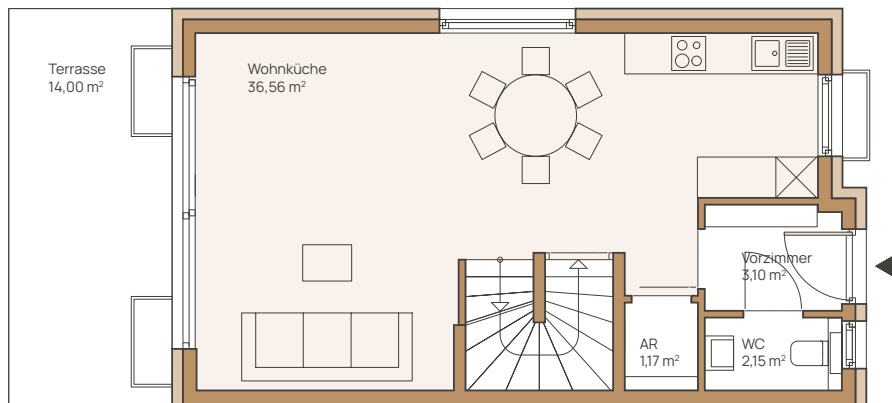 Terrasse
14,00 m²
Wohnküche
36,56 m²
Vorzimmer
3,10 m²
AR
1,17 m²
WC
2,15 m²